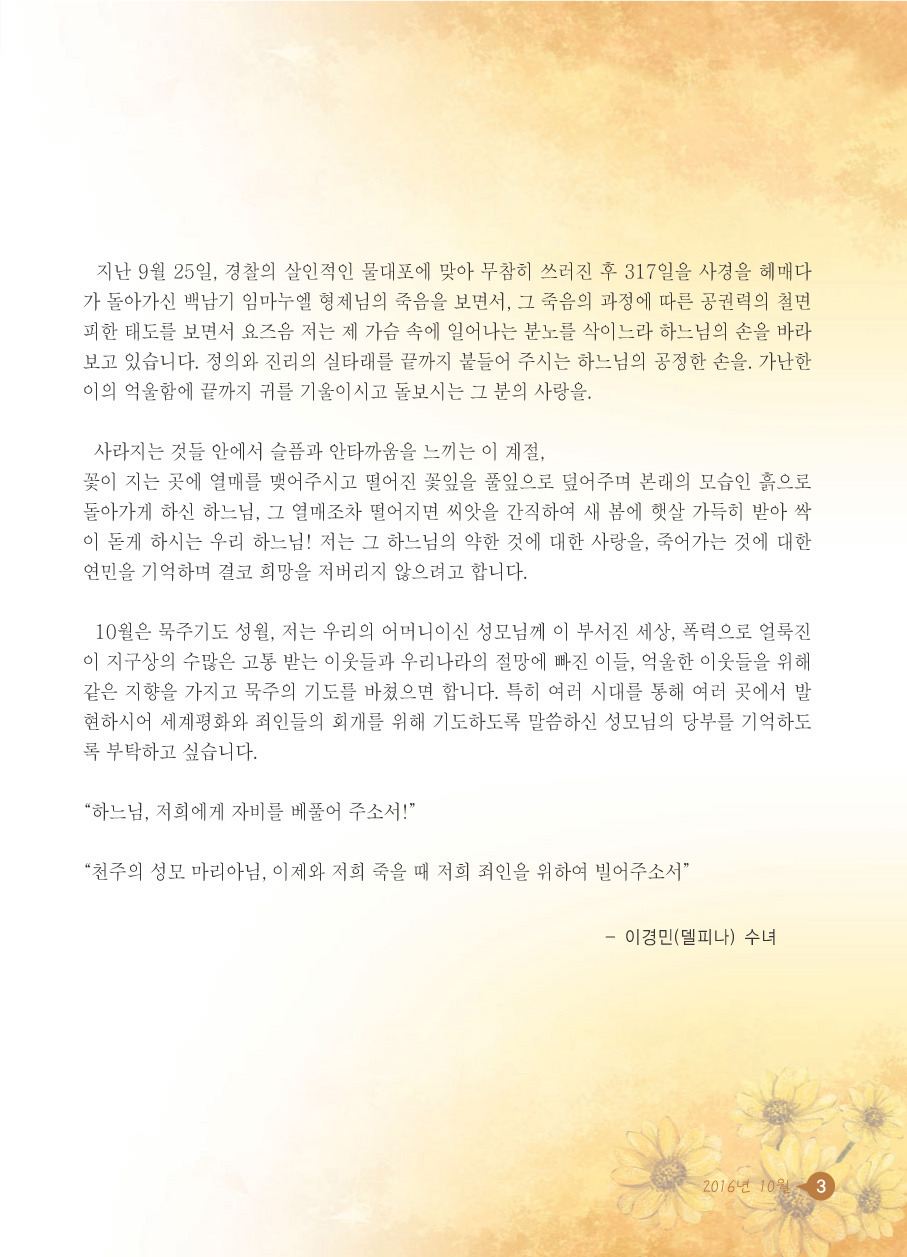 지난 9월 25일, 경찰의 살인적인 물대포에 맞아 무참히 쓰러진 후 317일을 사경을 헤매다
가 돌아가신 백남기 임마누엘 형제님의 죽음을 보면서, 그 죽음의 과정에 따른 공권력의 철면
피한 태도를 보면서 요즈음 저는 제 가슴 속에 일어나는 분노를 삭이느라 하느님의 손을 바라
보고 있습니다. 정의와 진리의 실타래를 끝까지 붙들어 주시는 하느님의 공정한 손을. 가난한
이의 억울함에 끝까지 귀를 기울이시고 돌보시는 그 분의 사랑을.
사라지는 것들 안에서 슬픔과 안타까움을 느끼는 이 계절,
꽃이 지는 곳에 열매를 맺어주시고 떨어진 꽃잎을 풀잎으로 덮어주며 본래의 모습인 흙으로
돌아가게 하신 하느님, 그 열매조차 떨어지면 씨앗을 간직하여 새 봄에 햇살 가득히 받아 싹
이 돋게 하시는 우리 하느님! 저는 그 하느님의 약한 것에 대한 사랑을, 죽어가는 것에 대한
연민을 기억하며 결코 희망을 저버리지 않으려고 합니다.
10월은 묵주기도 성월, 저는 우리의 어머니이신 성모님께 이 부서진 세상, 폭력으로 얼룩진
이 지구상의 수많은 고통 받는 이웃들과 우리나라의 절망에 빠진 이들, 억울한 이웃들을 위해
같은 지향을 가지고 묵주의 기도를 바쳤으면 합니다. 특히 여러 시대를 통해 여러 곳에서 발
현하시어 세계평화와 죄인들의 회개를 위해 기도하도록 말씀하신 성모님의 당부를 기억하도
록 부탁하고 싶습니다.
“하느님, 저희에게 자비를 베풀어 주소서!”
“천주의 성모 마리아님, 이제와 저희 죽을 때 저희 죄인을 위하여 빌어주소서”
- 이경민(델피나) 수녀
2016년 10월 3